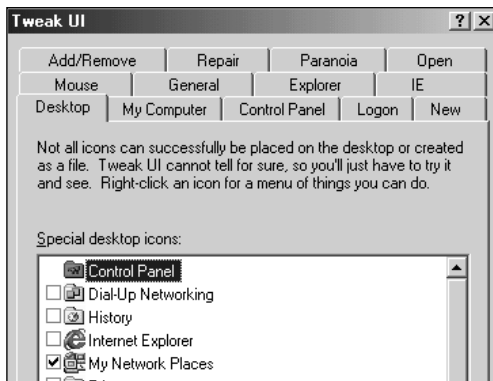 Tweak UI
Add/Remove Repair Paranoia Open
Mouse General Explorer IE
Desktop My Computer Control Panel Logon New
Not all icons can successfully be placed on the desktop or created
as a file. Tweak UI cannot tell for sure, so you'll just have to try it
and see. Right-click an icon for a menu of things you can do.
Special desktop icons:
Control Panel
Dial-Up Networking
History
Internet Explorer
My Network Places